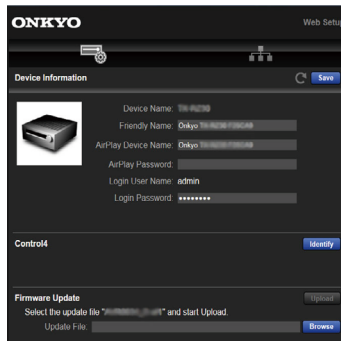 ONKYO
Web Setu
Device Information
Save
Device Name:
Friendly Name: Onkyo
AirPlay Device Name: Onkyo
AirPlay Password:
Login User Name: admin
Login Password: ••••••••
Control4
Identify
Firmware Update
Upload
Select the update file " " and start Upload.
Update File:
Browse